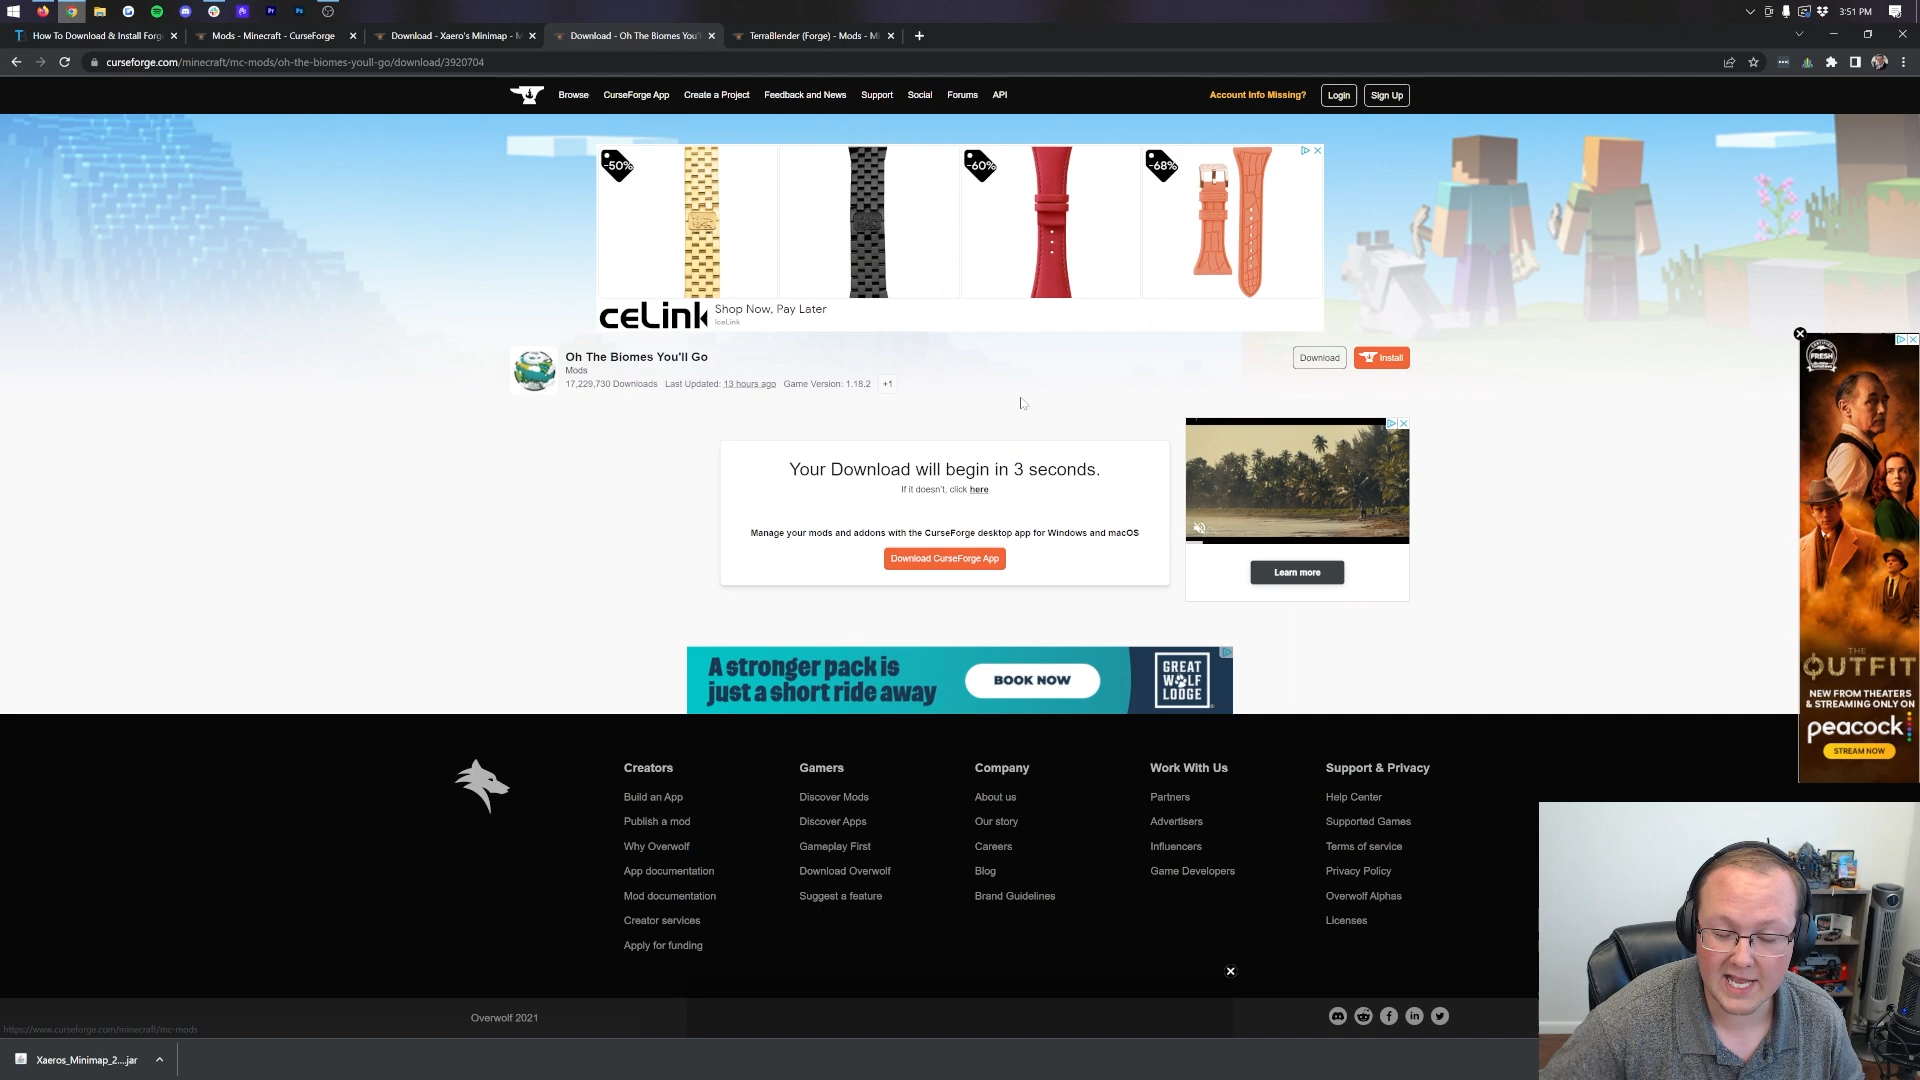 3:51 PM
How To Download & Install Forg
Mods - Minecraft - CurseForge
Download - Xaero's Minimap - M
Download - Oh The Biomes You'l
TerraBlender (Forge) - Mods - Mi
curseforge.com/minecraft/mc-mods/oh-the-biomes-youll-go/download/3920704
Browse
CurseForge App
Create a Project
Feedback and News
Support
Social
Forums
API
Account Info Missing?
Login
Sign Up
-50%
-60%
-68%
ceLink
Shop Now, Pay Later
IceLink
Oh The Biomes You'll Go
Mods
17,229,730 Downloads Last Updated: 13 hours ago Game Version: 1.18.2 +1
Download
Install
Your Download will begin in 3 seconds.
If it doesn't, click here
Manage your mods and addons with the CurseForge desktop app for Windows and macOS
Download CurseForge App
Learn more
FRESH
THE
OUTFIT
NEW FROM THEATERS
& STREAMING ONLY ON
peacock
STREAM NOW
A stronger pack is
just a short ride away
BOOK NOW
GREAT
WOLF
LODGE
Creators
Build an App
Publish a mod
Why Overwolf
App documentation
Mod documentation
Creator services
Apply for funding
Gamers
Discover Mods
Discover Apps
Gameplay First
Download Overwolf
Suggest a feature
Company
About us
Our story
Careers
Blog
Brand Guidelines
Work With Us
Partners
Advertisers
Influencers
Game Developers
Support & Privacy
Help Center
Supported Games
Terms of service
Privacy Policy
Overwolf Alphas
Licenses
Overwolf 2021
https://www.curseforge.com/minecraft/mc-mods
Xaeros_Minimap_2....jar